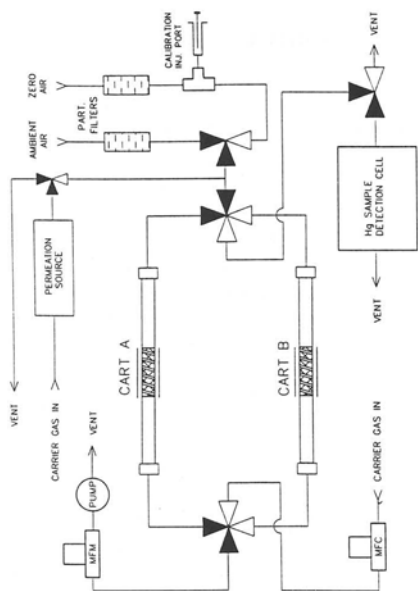 ZERO
AIR
AMBIENT
AIR
PART.
FILTERS
CALIBRATION
INJ. PORT
VENT
PERMEATION
SOURCE
CARRIER GAS IN
VENT
Hg SAMPLE
DETECTION CELL
VENT
CART A
CART B
VENT
PUMP
MFM
CARRIER GAS IN
MFC